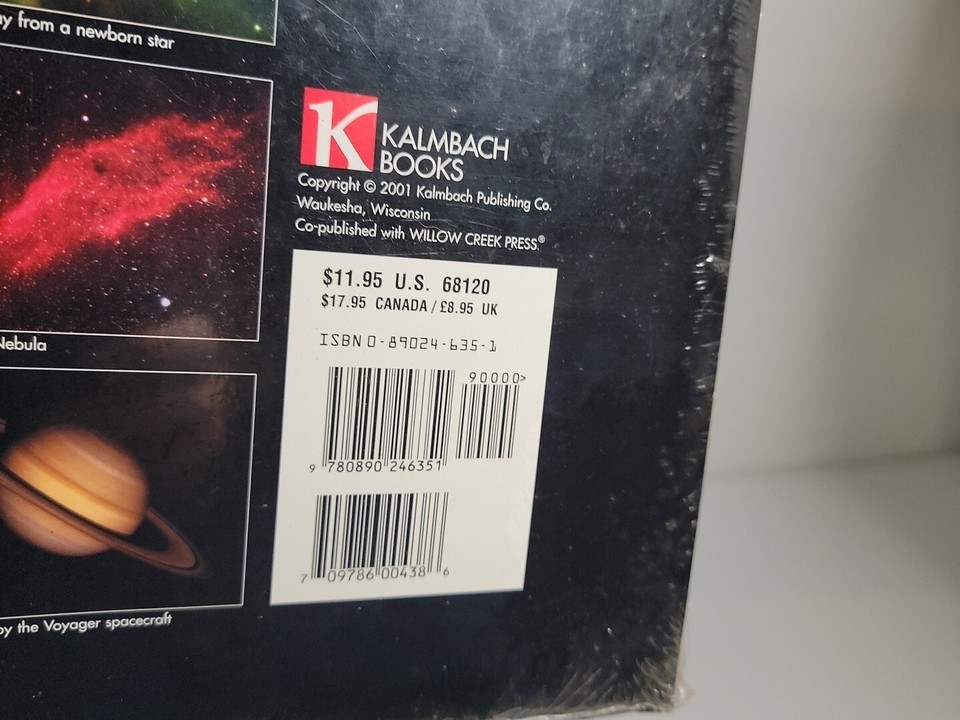 from a newborn star
K
KALMBACH
BOOKS
Copyright © 2001 Kalmbach Publishing Co.
Waukesha, Wisconsin
Co-published with WILLOW CREEK PRESS®
$11.95 U.S. 68120
$17.95 CANADA / £8.95 UK
ISBN 0-89024-635-1
Nebula
90000>
9 780890 246351
7 09786 00438 6
by the Voyager spacecraft